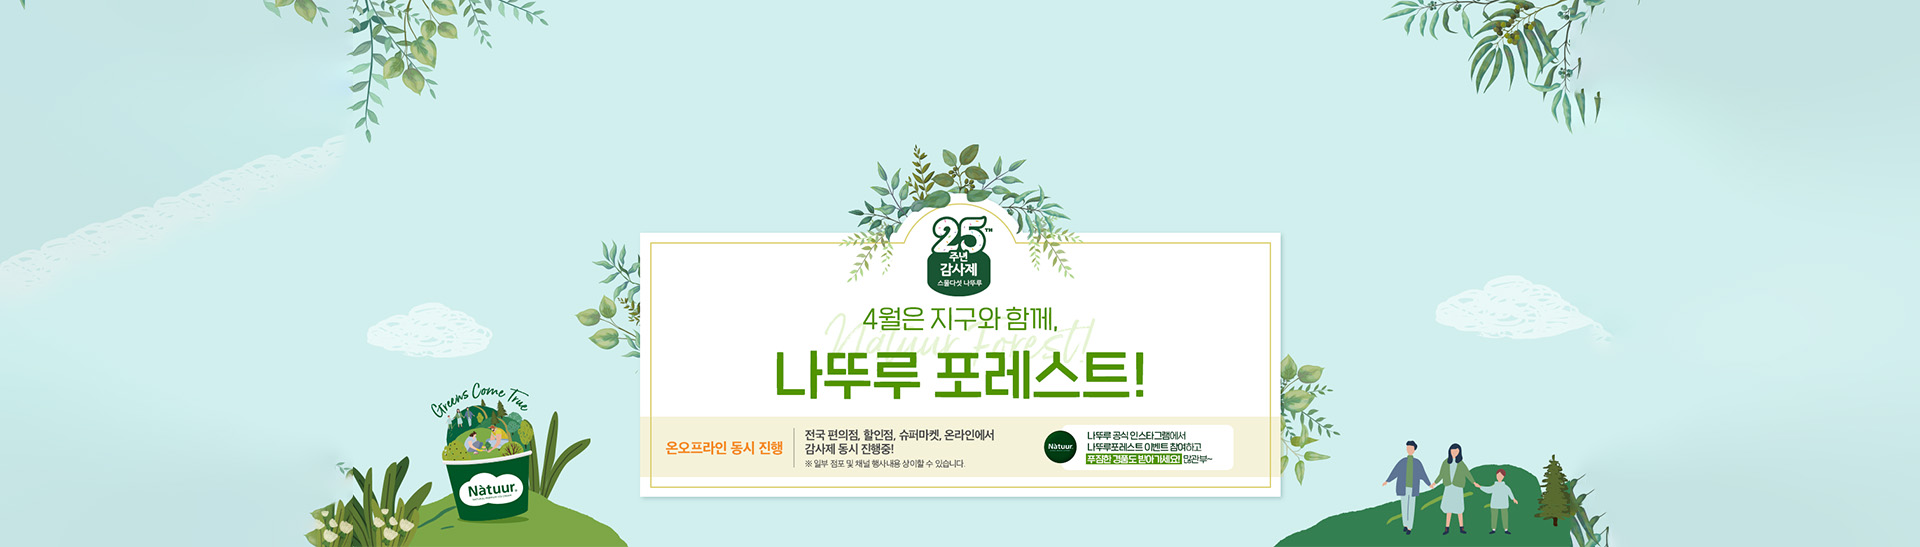 25TH
주년
감사제
스물다섯 나뚜루
4월은 지구와 함께,
Natuur Forest!
나뚜루 포레스트!
온오프라인 동시 진행
전국 편의점, 할인점, 슈퍼마켓, 온라인에서
감사제 동시 진행중!
※ 일부 점포 및 채널 행사내용 상이할 수 있습니다.
Nàtuur
나뚜루 공식 인스타그램에서
나뚜루포레스트 이벤트 참여하고
푸짐한 경품도 받아가세요! 많관부~
Greens Come True
Nàtuur